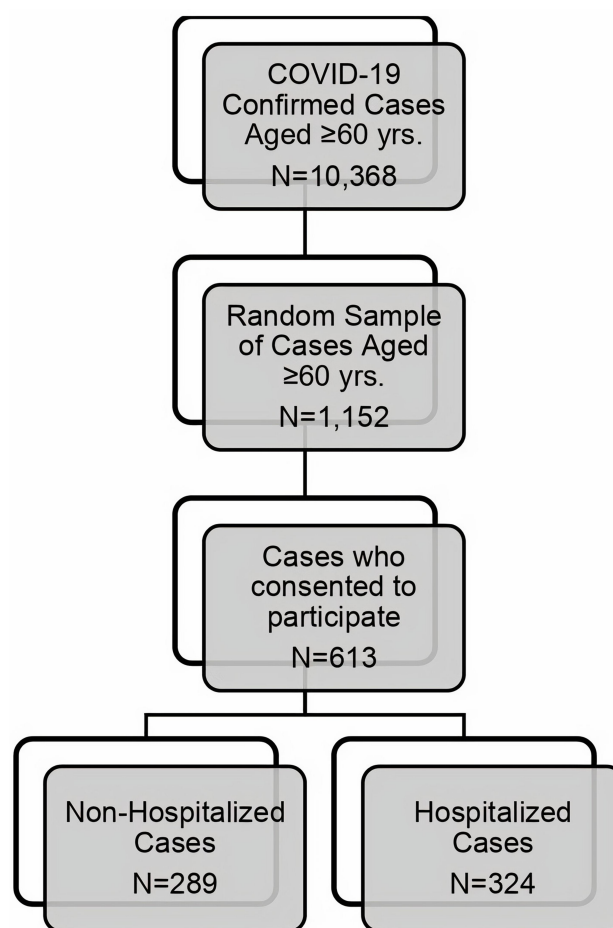 COVID-19
Confirmed Cases
Aged ≥60 yrs.
N=10,368
Random Sample
of Cases Aged
≥60 yrs.
N=1,152
Cases who
consented to
participate
N=613
Non-Hospitalized
Cases
N=289
Hospitalized
Cases
N=324